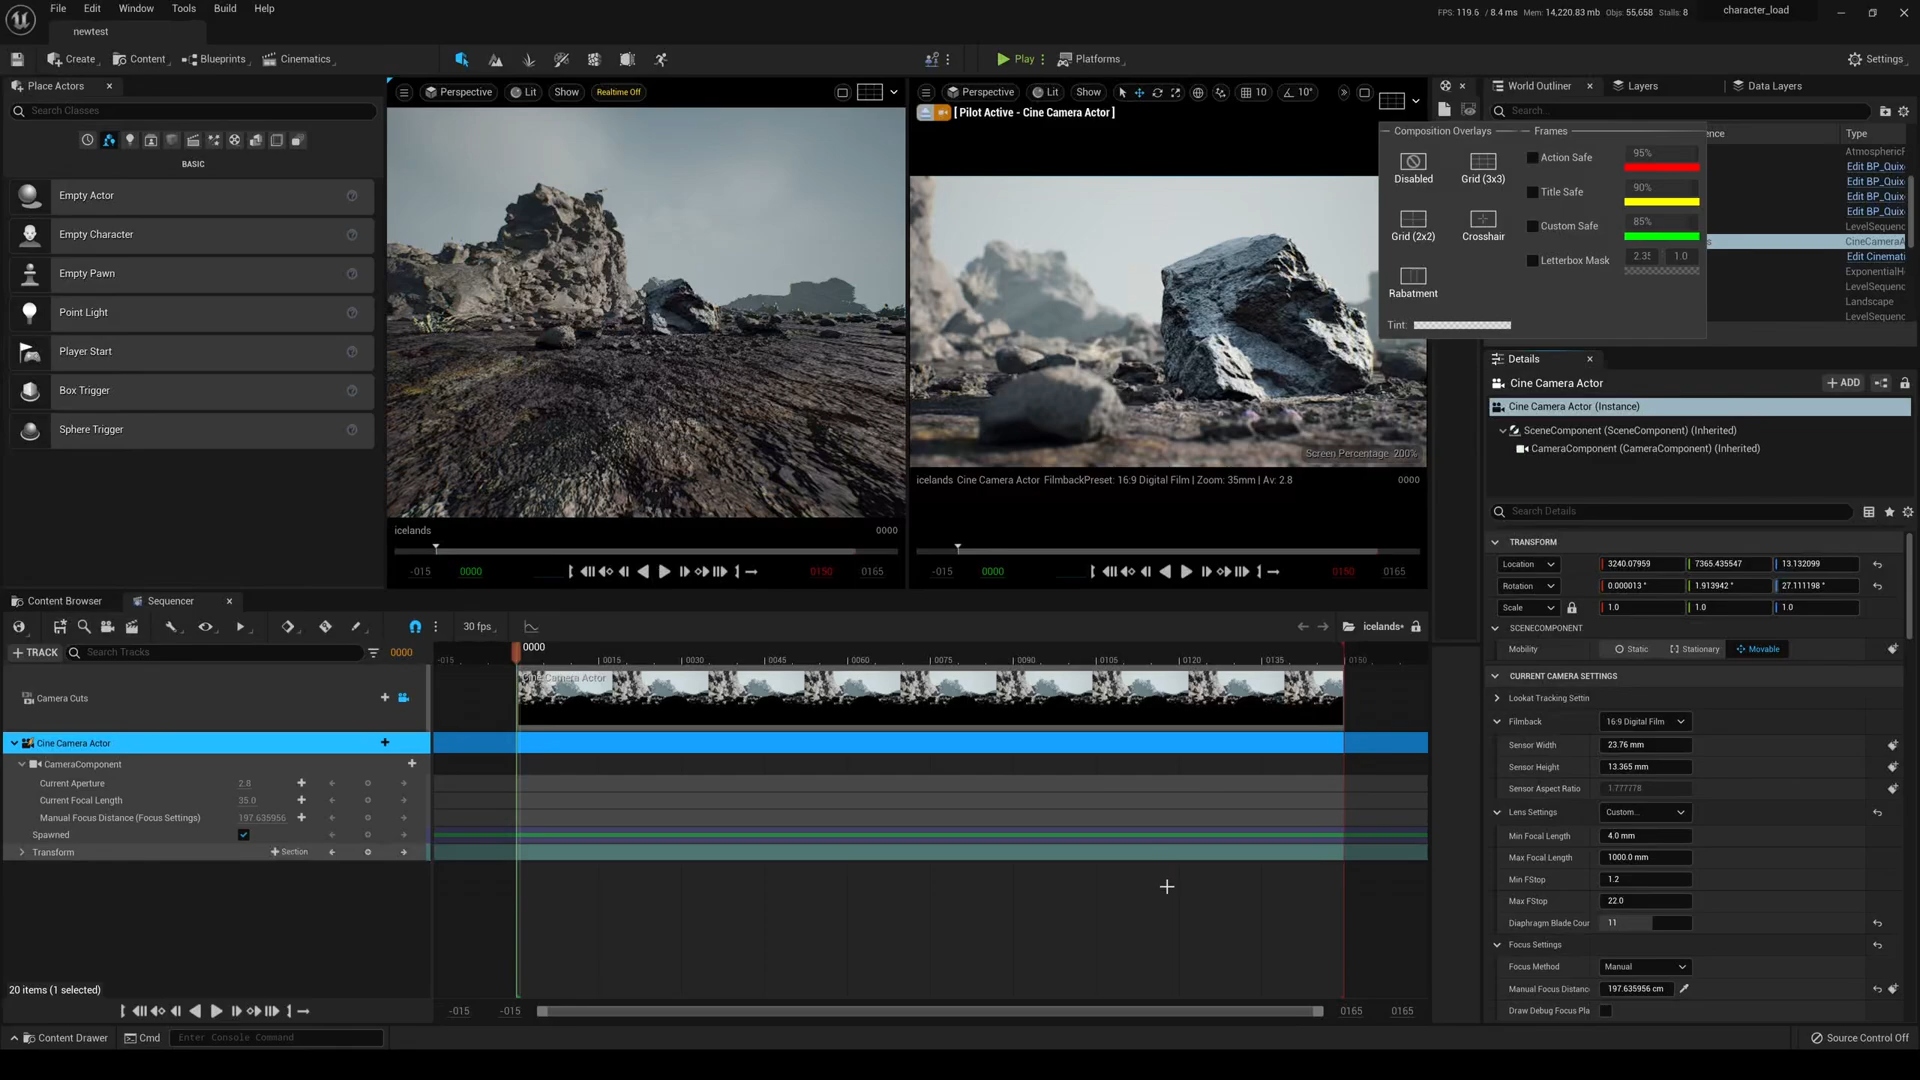 File Edit Window Tools Build Help
FPS: 119.6 / 8.4 ms Mem: 14,220.83 mb Objs: 55,658 Stalls: 8
character_load
newtest
Create Content Blueprints Cinematics
Play Platforms
Settings
Place Actors
Search Classes
BASIC
Empty Actor
Empty Character
Empty Pawn
Point Light
Player Start
Box Trigger
Sphere Trigger
Perspective Lit Show Realtime Off
icelands 0000
-015 0000 0150 0165
Perspective Lit Show 10 10°
[ Pilot Active - Cine Camera Actor ]
Screen Percentage 200%
icelands Cine Camera Actor FilmbackPreset: 16:9 Digital Film | Zoom: 35mm | Av: 2.8 0000
-015 0000 0150 0165
Composition Overlays Frames
Disabled Grid (3x3)
Grid (2x2) Crosshair
Rabatment
Tint:
Action Safe 95%
Title Safe 90%
Custom Safe 85%
Letterbox Mask 2.35 1.0
World Outliner Layers Data Layers
Search...
Type
Edit BP_Quix
Edit BP_Quix
Edit BP_Quix
Edit BP_Quix
LevelSequenc
CineCameraA
Edit Cinemati
ExponentialHe
LevelSequenc
Landscape
LevelSequenc
Details
Cine Camera Actor ADD
Cine Camera Actor (Instance)
SceneComponent (SceneComponent) (Inherited)
CameraComponent (CameraComponent) (Inherited)
Search Details
TRANSFORM
Location 3240.07959 7365.435547 13.132099
Rotation 0.000013 ° 1.913942 ° 27.111198 °
Scale 1.0 1.0 1.0
SCENECOMPONENT
Mobility Static Stationary Movable
CURRENT CAMERA SETTINGS
Lookat Tracking Settin
Filmback 16:9 Digital Film
Sensor Width 23.76 mm
Sensor Height 13.365 mm
Sensor Aspect Ratio 1.777778
Lens Settings Custom...
Min Focal Length 4.0 mm
Max Focal Length 1000.0 mm
Min FStop 1.2
Max FStop 22.0
Diaphragm Blade Cour 11
Focus Settings
Focus Method Manual
Manual Focus Distanc 197.635956 cm
Draw Debug Focus Pla
Content Browser Sequencer
30 fps
icelands*
TRACK Search Tracks 0000
0000
-015 0015 0030 0045 0060 0075 0090 0105 0120 0135 0150
Camera Cuts
Cine Camera Actor
Cine Camera Actor
CameraComponent
Current Aperture 2.8
Current Focal Length 35.0
Manual Focus Distance (Focus Settings) 197.635956
Spawned
Transform Section
20 items (1 selected)
-015 -015 0165 0165
Content Drawer Cmd Enter Console Command
Source Control Off